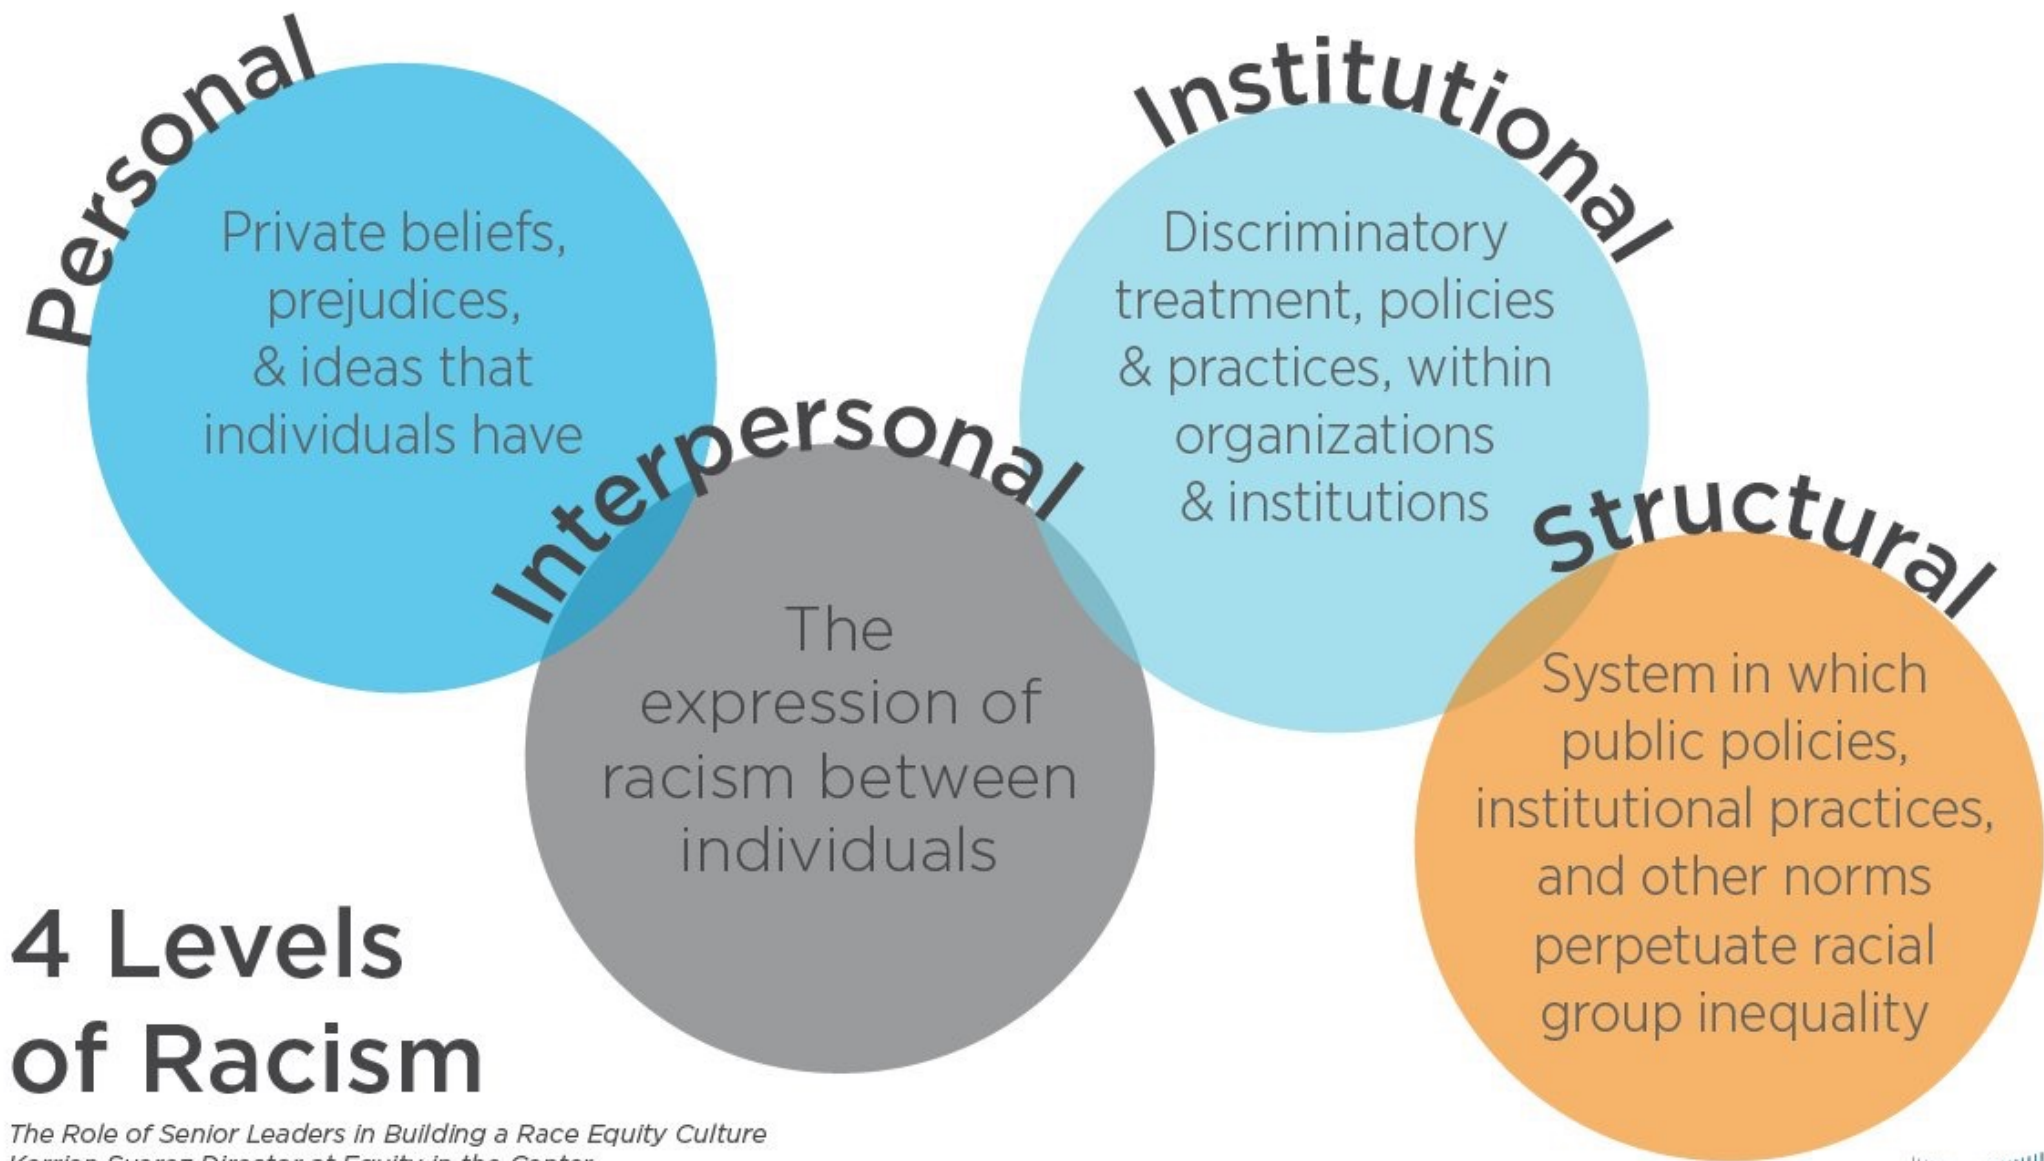 Personal
Private beliefs,
prejudices,
& ideas that
individuals have
Interpersonal
The
expression of
racism between
individuals
Institutional
Discriminatory
treatment, policies
& practices, within
organizations
& institutions
Structural
System in which
public policies,
institutional practices,
and other norms
perpetuate racial
group inequality
4 Levels
of Racism
The Role of Senior Leaders in Building a Race Equity Culture